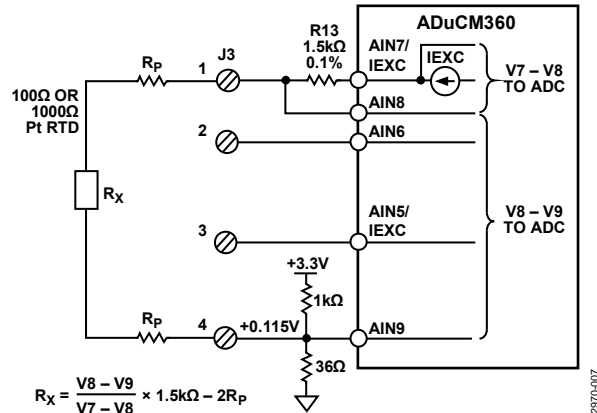 ADuCM360
R13
1.5kΩ
0.1%
AIN7/
IEXC
IEXC
V7 – V8
TO ADC
RP
J3
1
100Ω OR
1000Ω
Pt RTD
AIN8
2
AIN6
RX
3
AIN5/
IEXC
V8 – V9
TO ADC
+3.3V
1kΩ
RP
4
+0.115V
AIN9
36Ω
RX = V8 – V9 / V7 – V8 × 1.5kΩ – 2RP
2970-007